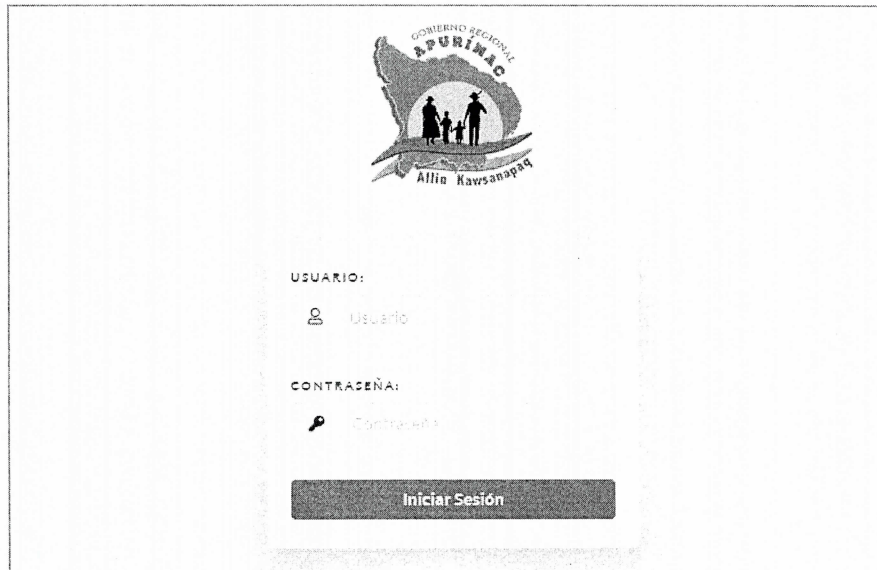 GOBIERNO REGIONAL
APURÍMAC
Allin Kawsanapaq
USUARIO:
Usuario
CONTRASEÑA:
Contraseña
Iniciar Sesión